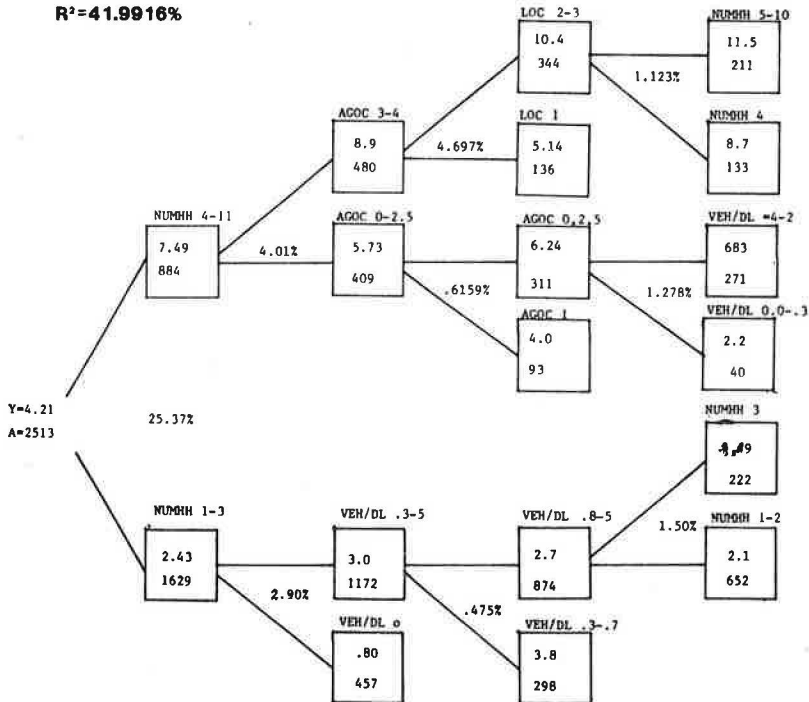 R²=41.9916%
LOC 2-3
10.4
344
NUMHH 5-10
11.5
211
1.123%
AGOC 3-4
8.9
480
4.697%
LOC 1
5.14
136
NUMHH 4
8.7
133
NUMHH 4-11
7.49
884
4.01%
AGOC 0-2.5
5.73
409
.6159%
AGOC 0,2,5
6.24
311
1.278%
VEH/DL =4-2
683
271
AGOC 1
4.0
93
VEH/DL 0.0-.3
2.2
40
Y=4.21
A=2513
25.37%
NUMHH 3
222
NUMHH 1-3
2.43
1629
2.90%
VEH/DL .3-5
3.0
1172
.475%
VEH/DL .8-5
2.7
874
1.50%
NUMHH 1-2
2.1
652
VEH/DL o
.80
457
VEH/DL .3-.7
3.8
298